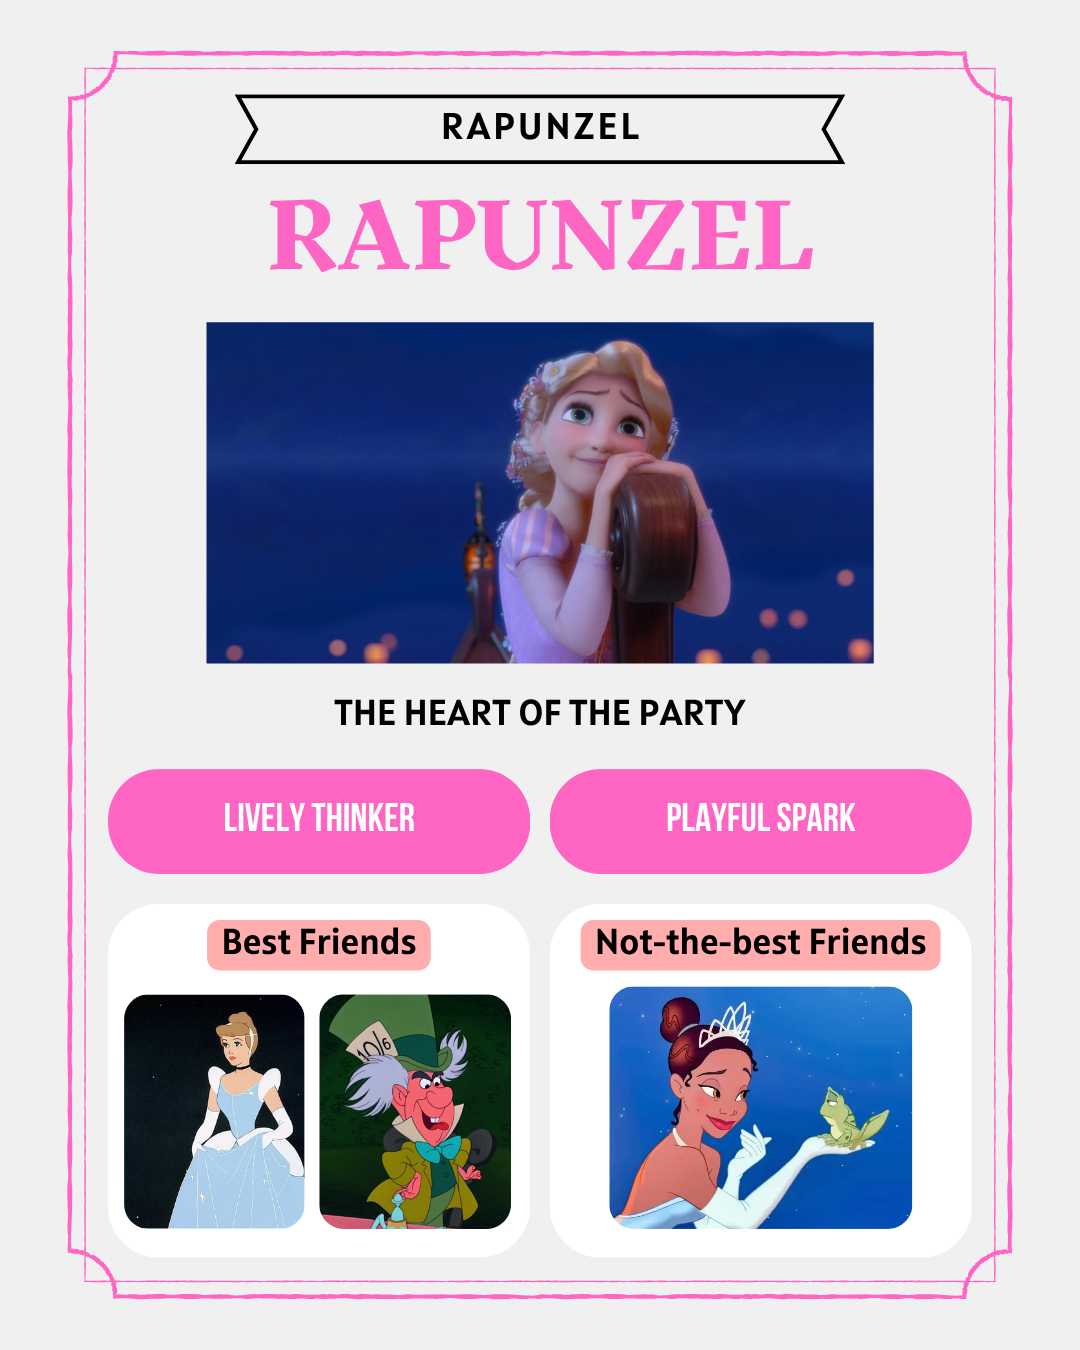 RAPUNZEL
RAPUNZEL
THE HEART OF THE PARTY
LIVELY THINKER
PLAYFUL SPARK
Best Friends
10/6
Not-the-best Friends